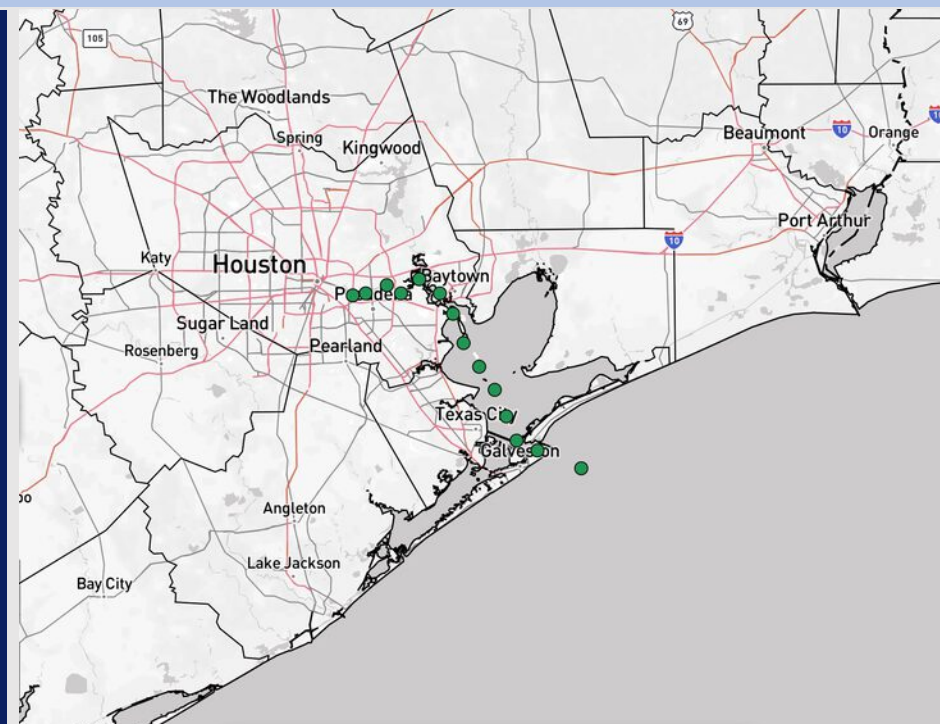 105
69
The Woodlands
Spring
Kingwood
Beaumont
10
Orange
Port Arthur
10
Katy
Houston
Baytown
Sugar Land
Rosenberg
Pearland
Texas City
Galveston
Angleton
Lake Jackson
Bay City